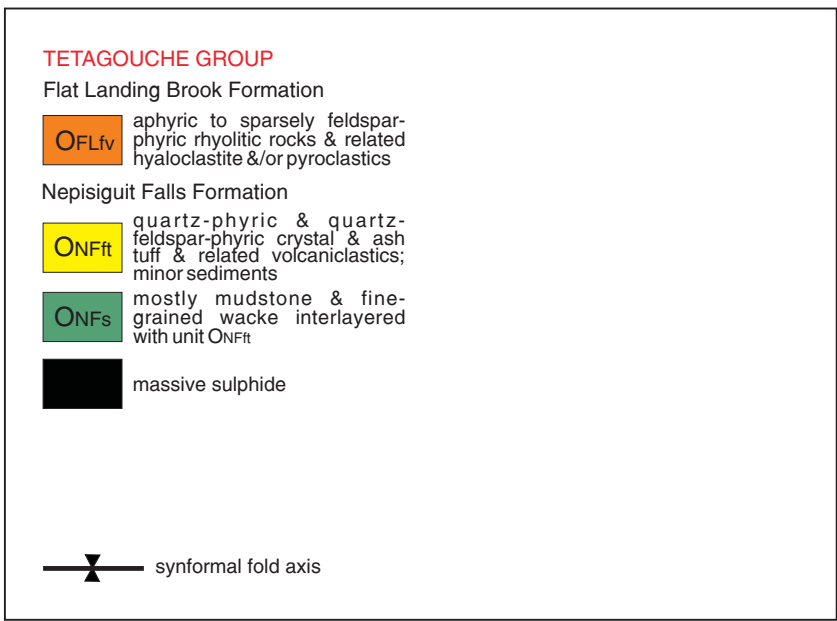 TETAGOUCHE GROUP
Flat Landing Brook Formation
OFLfv
aphyric to sparsely feldspar-
phyric rhyolitic rocks & related
hyaloclastite &/or pyroclastics
Nepisiguit Falls Formation
ONFft
quartz-phyric & quartz-
feldspar-phyric crystal & ash
tuff & related volcaniclastics;
minor sediments
ONFs
mostly mudstone & fine-
grained wacke interlayered
with unit ONFft
massive sulphide
synformal fold axis